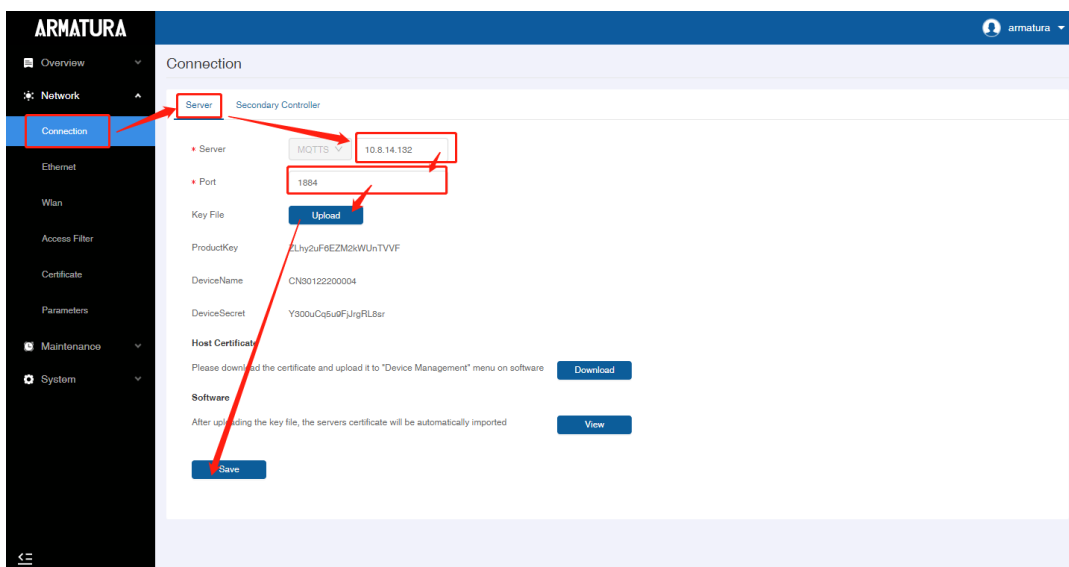 ARMATURA
armatura
Overview
Network
Connection
Ethernet
Wlan
Access Filter
Certificate
Parameters
Maintenance
System
Connection
Server Secondary Controller
* Server MQTTS 10.8.14.132
* Port 1884
Key File Upload
ProductKey ZLhy2uF6EZM2kWUnTVVF
DeviceName CN30122200004
DeviceSecret Y300uCq5u9FjJrgRL8sr
Host Certificate
Please download the certificate and upload it to "Device Management" menu on software Download
Software
After uploading the key file, the servers certificate will be automatically imported View
Save